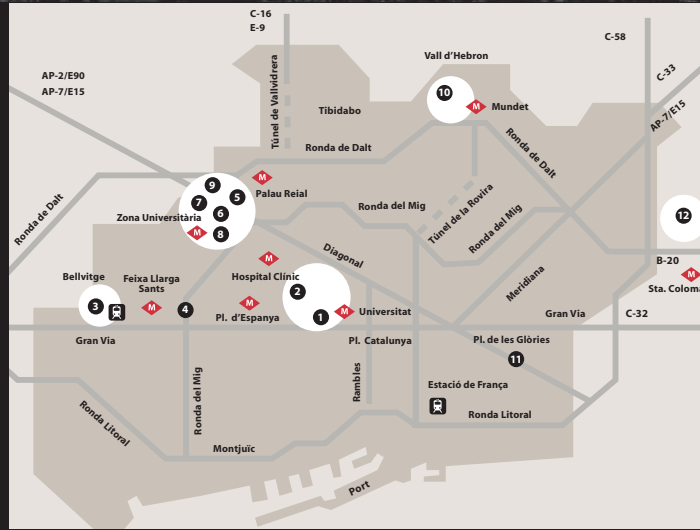 C-16
E-9
C-58
Vall d’Hebron
C-33
AP-2/E90
AP-7/E15
Túnel de Vallvidrera
10
M
Mundet
AP-7/E15
Tibidabo
Ronda de Dalt
Ronda de Dalt
9
M
7
5
Palau Reial
Ronda de Dalt
6
Ronda del Mig
Túnel de la Rovira
Ronda del Mig
12
Zona Universitària
M
8
Diagonal
M
B-20
Bellvitge
Feixa Llarga
Sants
Hospital Clínic
Meridiana
M
Sta. Colom
2
3
M
4
M
1
M
Universitat
Gran Via
C-32
Pl. d’Espanya
Gran Via
Pl. Catalunya
Pl. de les Glòries
11
Rambles
Ronda del Mig
Estació de França
Ronda Litoral
Ronda Litoral
Montjuïc
Port